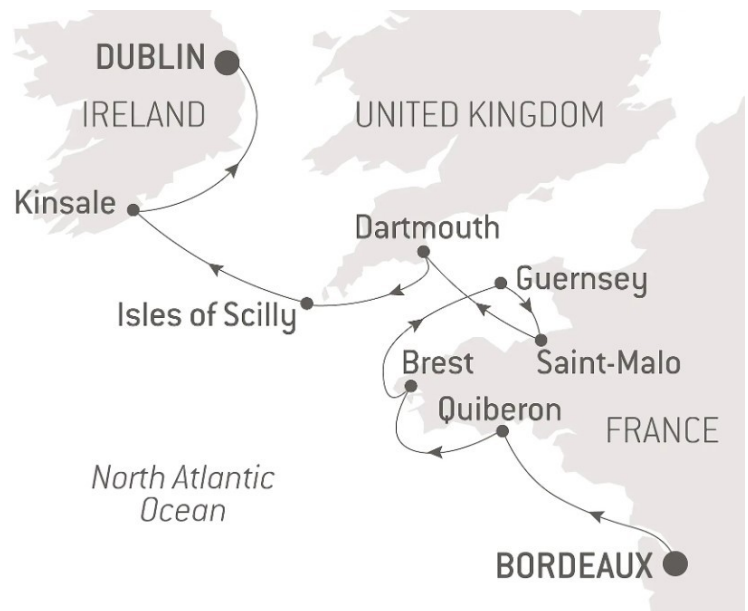 DUBLIN
IRELAND
UNITED KINGDOM
Kinsale
Dartmouth
Guernsey
Isles of Scilly
Brest
Saint-Malo
Quiberon
FRANCE
North Atlantic
Ocean
BORDEAUX